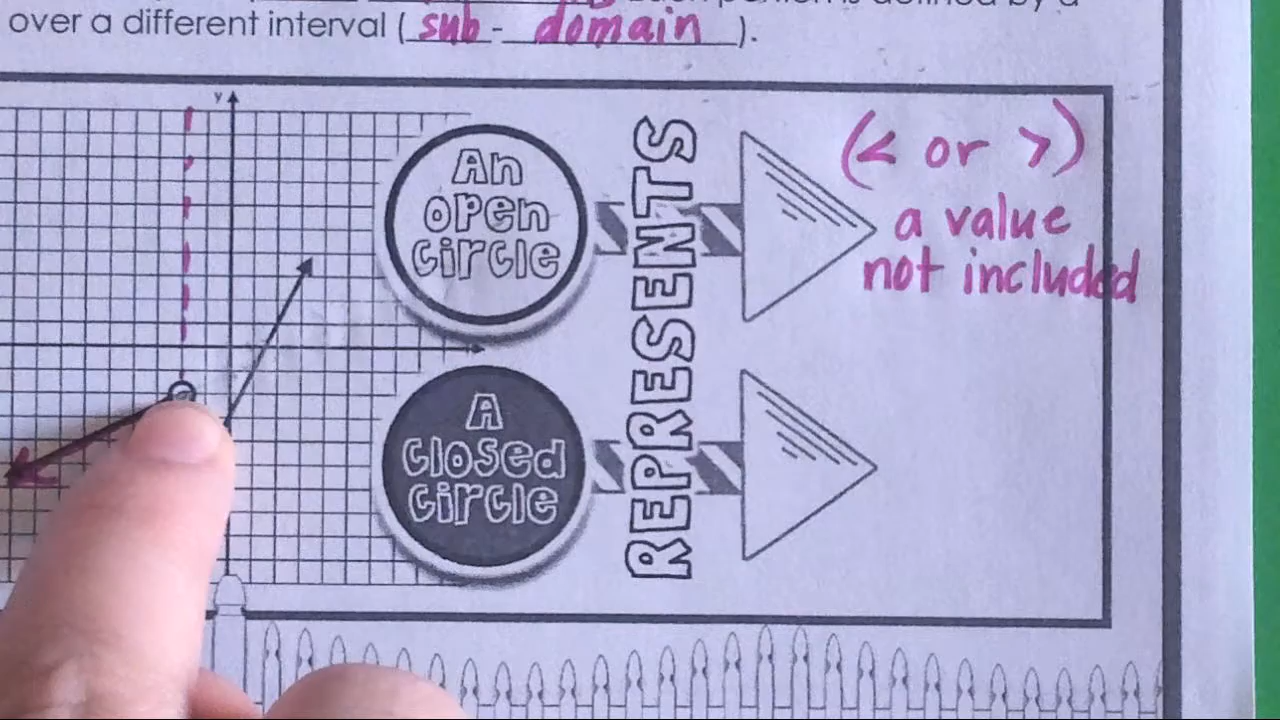 over a different interval (sub-domain).
y
An
open
circle
REPRESENTS
(< or >)
a value
not included
A
closed
circle